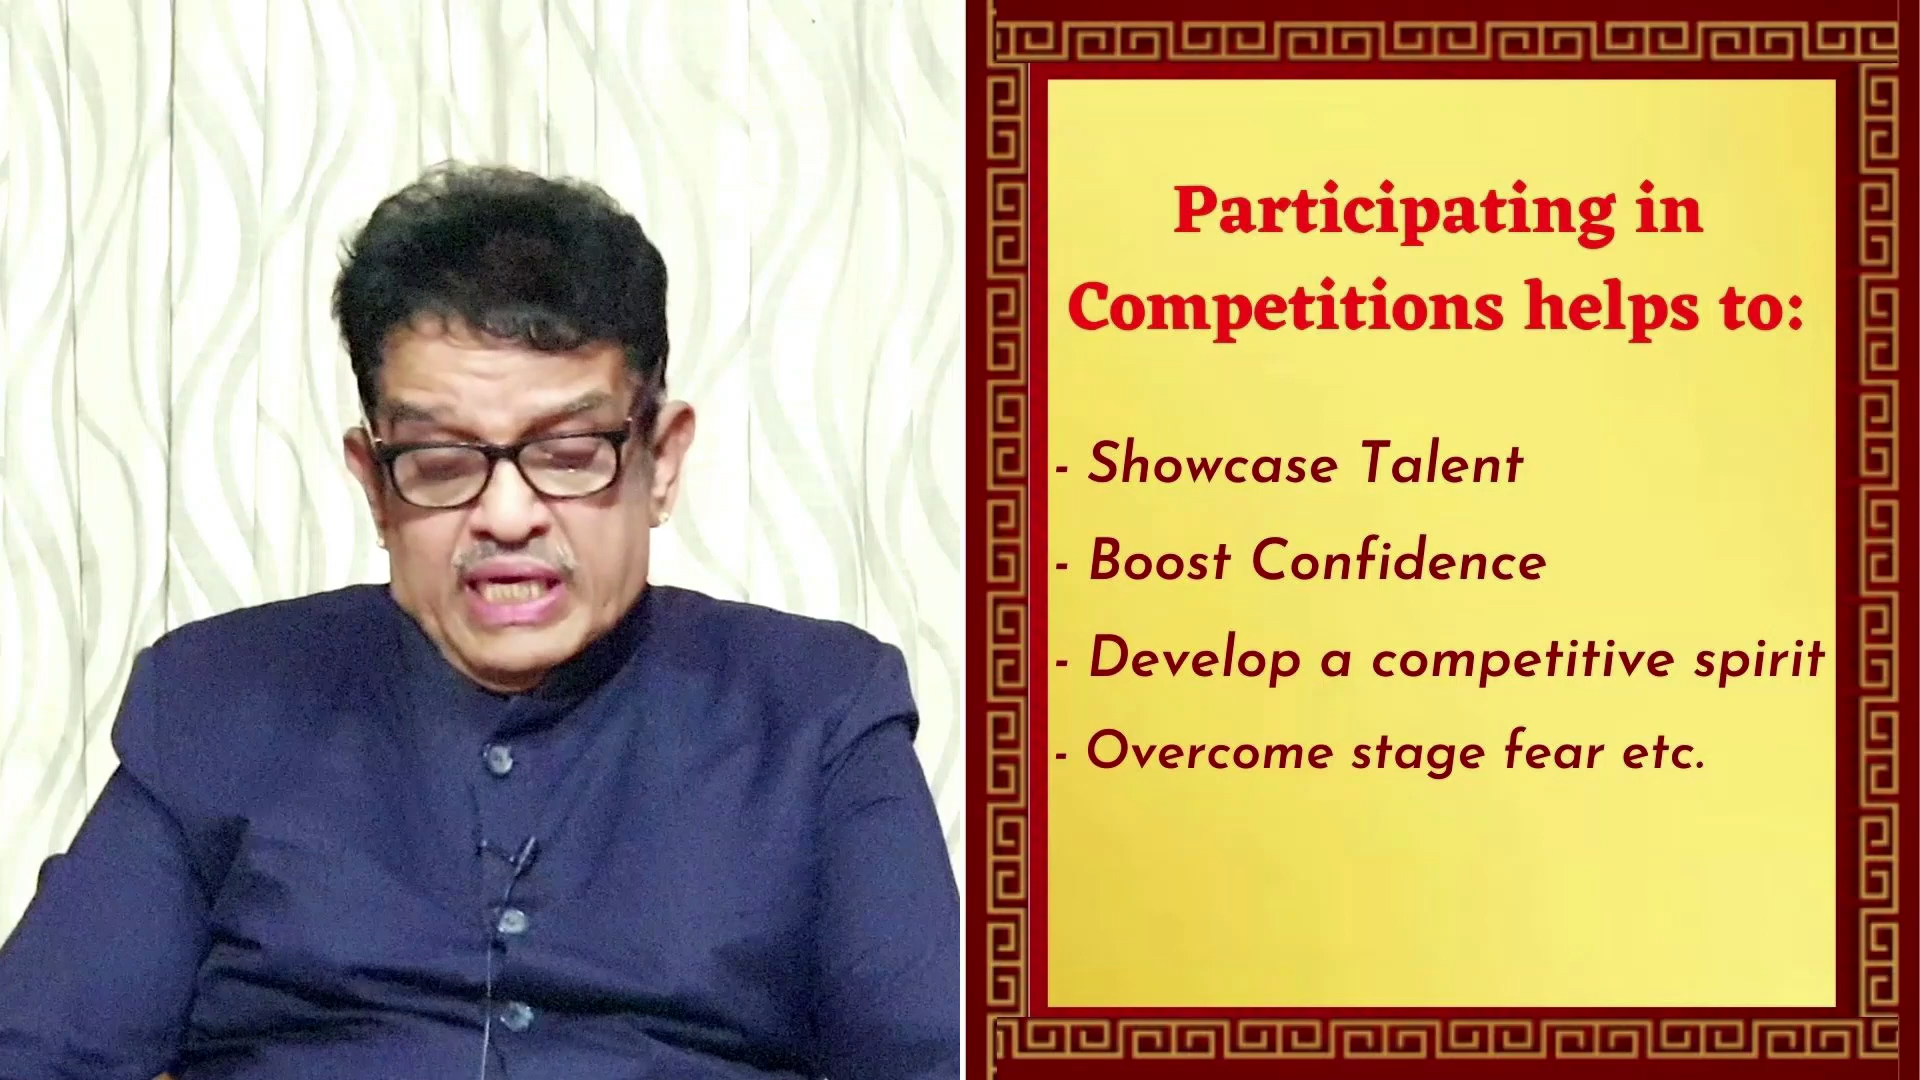 Participating in
Competitions helps to:
- Showcase Talent
- Boost Confidence
- Develop a competitive spirit
- Overcome stage fear etc.